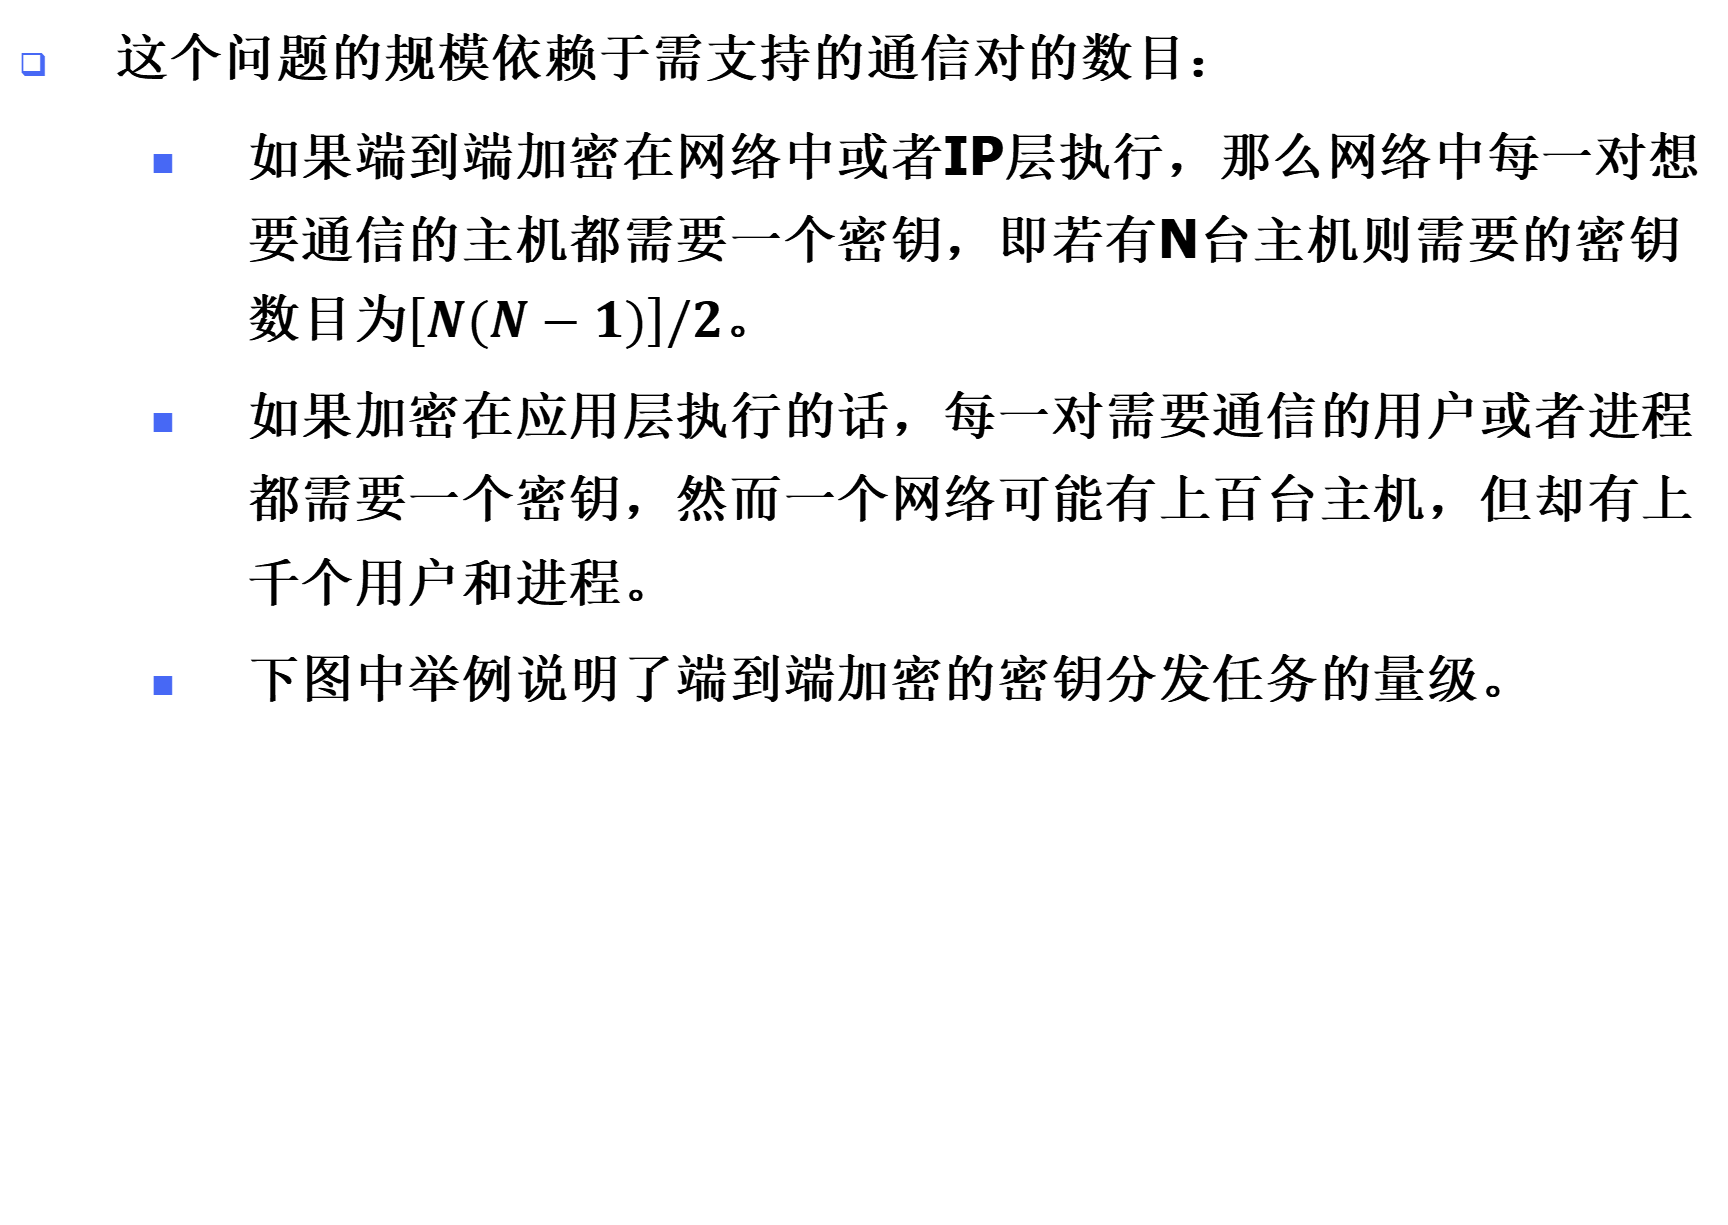 这个问题的规模依赖于需支持的通信对的数目：
如果端到端加密在网络中或者IP层执行，那么网络中每一对想
要通信的主机都需要一个密钥，即若有N台主机则需要的密钥
数目为[N(N − 1)]/2。
如果加密在应用层执行的话，每一对需要通信的用户或者进程
都需要一个密钥，然而一个网络可能有上百台主机，但却有上
千个用户和进程。
下图中举例说明了端到端加密的密钥分发任务的量级。